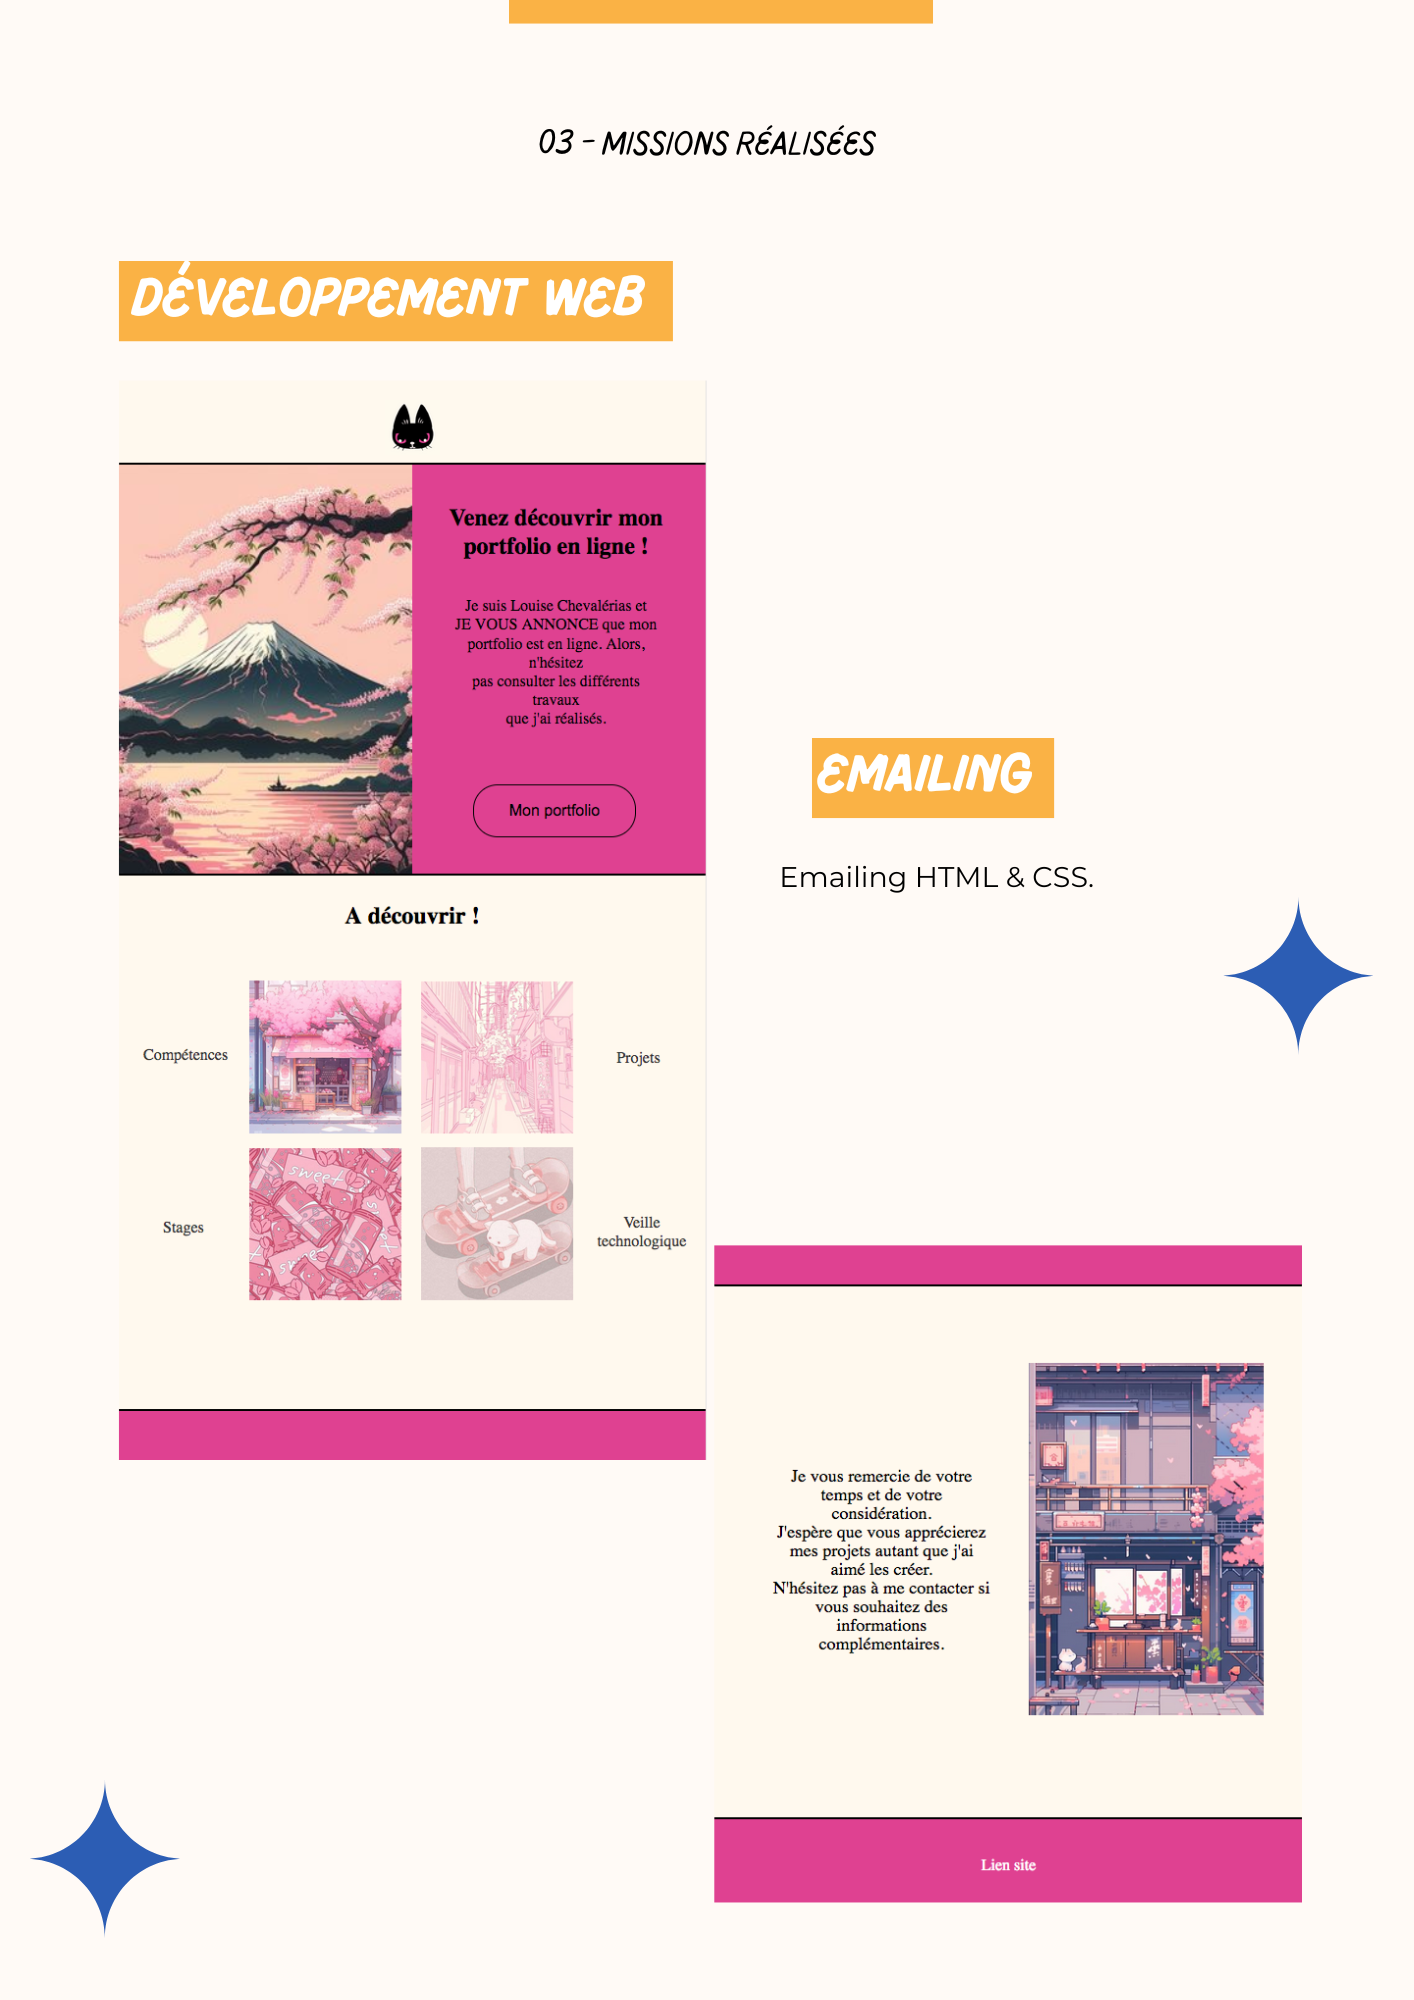 03 - MISSIONS RÉALISÉES
DÉVELOPPEMENT WEB
Venez découvrir mon
portfolio en ligne !
Je suis Louise Chevalérias et
JE VOUS ANNONCE que mon
portfolio est en ligne. Alors,
n'hésitez
pas consulter les différents
travaux
que j'ai réalisés.
Mon portfolio
A découvrir !
Compétences
Projets
sweet
Stages
Veille
technologique
EMAILING
Emailing HTML & CSS.
Je vous remercie de votre
temps et de votre
considération.
J'espère que vous apprécierez
mes projets autant que j'ai
aimé les créer.
N'hésitez pas à me contacter si
vous souhaitez des
informations
complémentaires.
Lien site